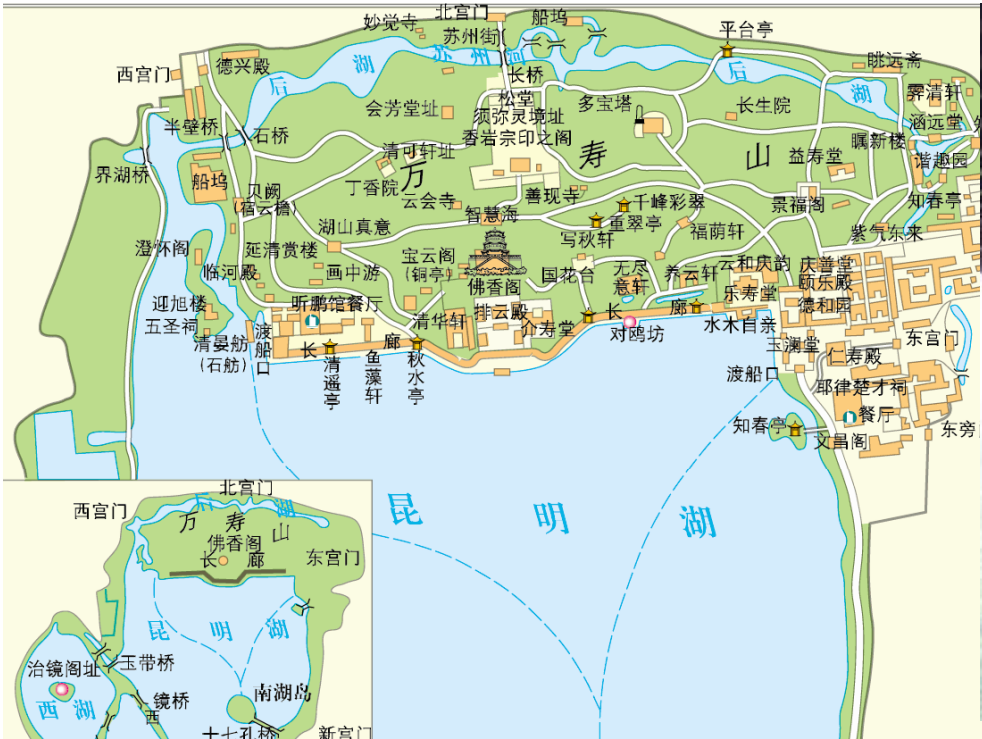 北宫门
船坞
妙觉寺
苏州街
平台亭
西宫门
德兴殿
后 湖 苏 州 河
长桥
后 湖
眺远斋
霁清轩
松堂
会芳堂址
须弥灵境址
多宝塔
长生院
涵远堂
半壁桥
石桥
香岩宗印之阁
瞩新楼
清可轩址
万 寿 山
益寿堂
谐趣园
界湖桥
船坞
贝阙
(宿云檐)
丁香院
云会寺
善现寺
千峰彩翠
景福阁
知春亭
湖山真意
智慧海
重翠亭
写秋轩
福荫轩
紫气东来
澄怀阁
延清赏楼
宝云阁
(铜亭)
临河殿
画中游
佛香阁
国花台
无尽
意轩
养云轩
云和庆韵
庆善堂
颐乐殿
德和园
乐寿堂
迎旭楼
五圣祠
听鹂馆餐厅
清华轩
排云殿
介寿堂
长 廊
对鸥坊
水木自亲
清晏舫
(石舫)
渡船口
长 廊
清遥亭
鱼藻轩
秋水亭
玉澜堂
仁寿殿
东宫门
渡船口
耶律楚才祠
知春亭
餐厅
文昌阁
东旁
昆 明 湖
北宫门
西宫门
后 湖
万 寿 山
佛香阁
长 廊
东宫门
昆 明 湖
治镜阁址
玉带桥
镜桥
西
西湖
南湖岛
十七孔桥
新宫门